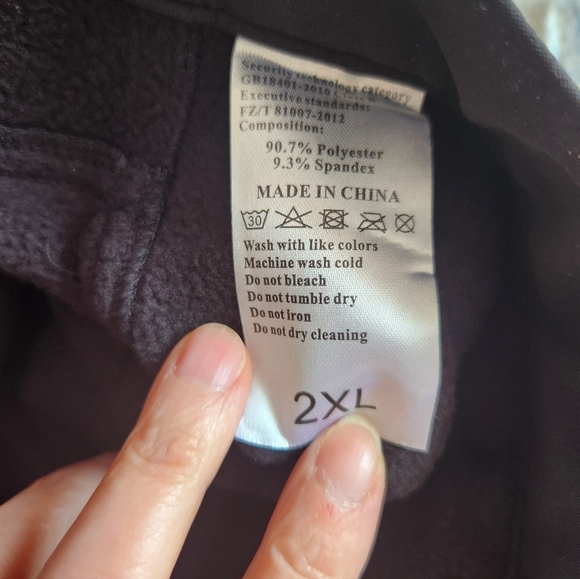 Security technology category
GB18401-2010
Executive standards:
FZ/T 81007-2012
Composition:
90.7% Polyester
9.3% Spandex
MADE IN CHINA
30
Wash with like colors
Machine wash cold
Do not bleach
Do not tumble dry
Do not iron
Do not dry cleaning
2XL